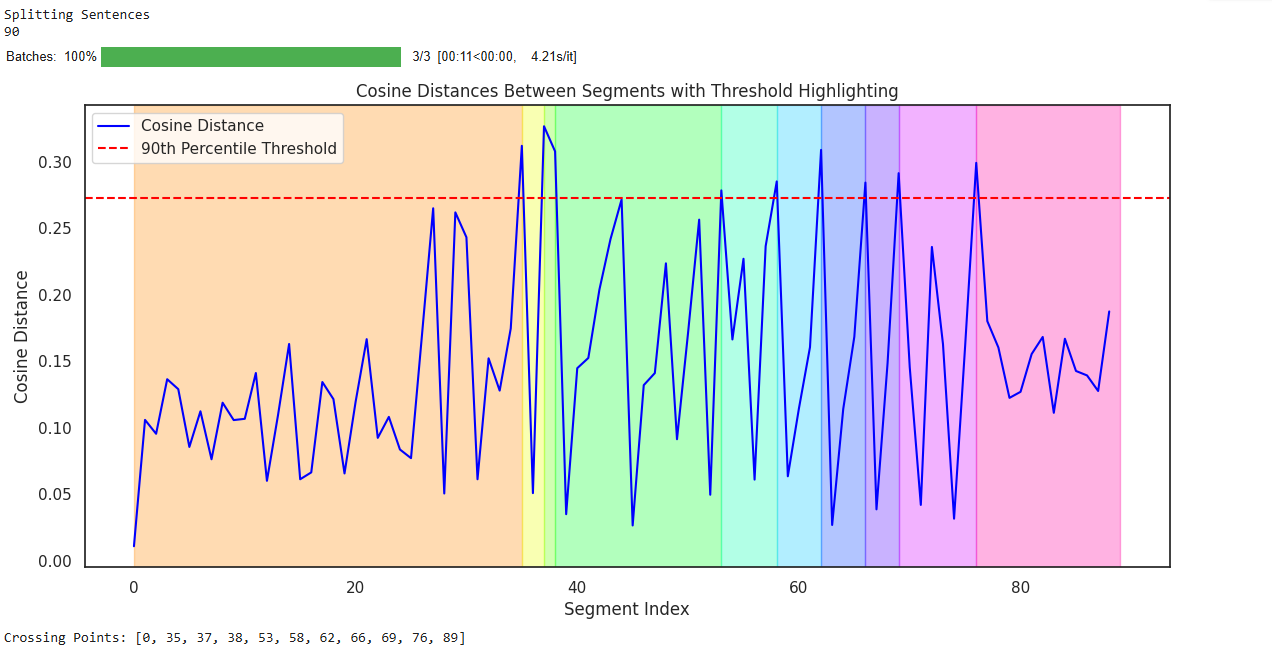 Splitting Sentences
90
Batches: 100% 3/3 [00:11<00:00, 4.21s/it]
Cosine Distances Between Segments with Threshold Highlighting
Cosine Distance
90th Percentile Threshold
0.30
0.25
0.20
0.15
0.10
0.05
0.00
Cosine Distance
0 20 40 60 80
Segment Index
Crossing Points: [0, 35, 37, 38, 53, 58, 62, 66, 69, 76, 89]